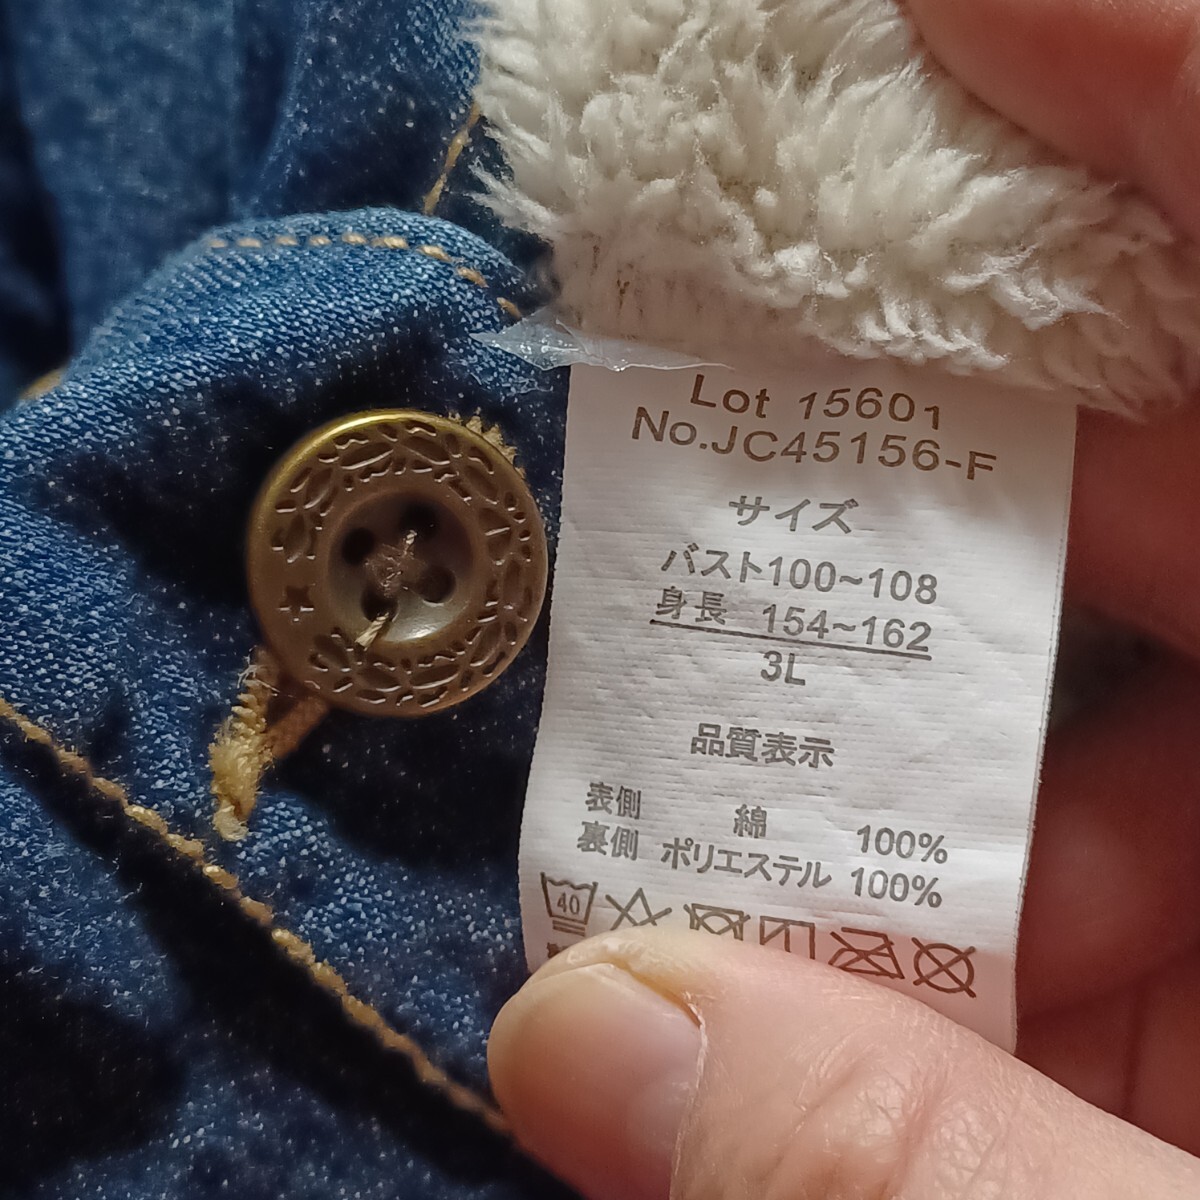 Lot 15601
No.JC45156-F
サイズ
バスト100~108
身長 154~162
3L
品質表示
表側 綿 100%
裏側 ポリエステル 100%
40